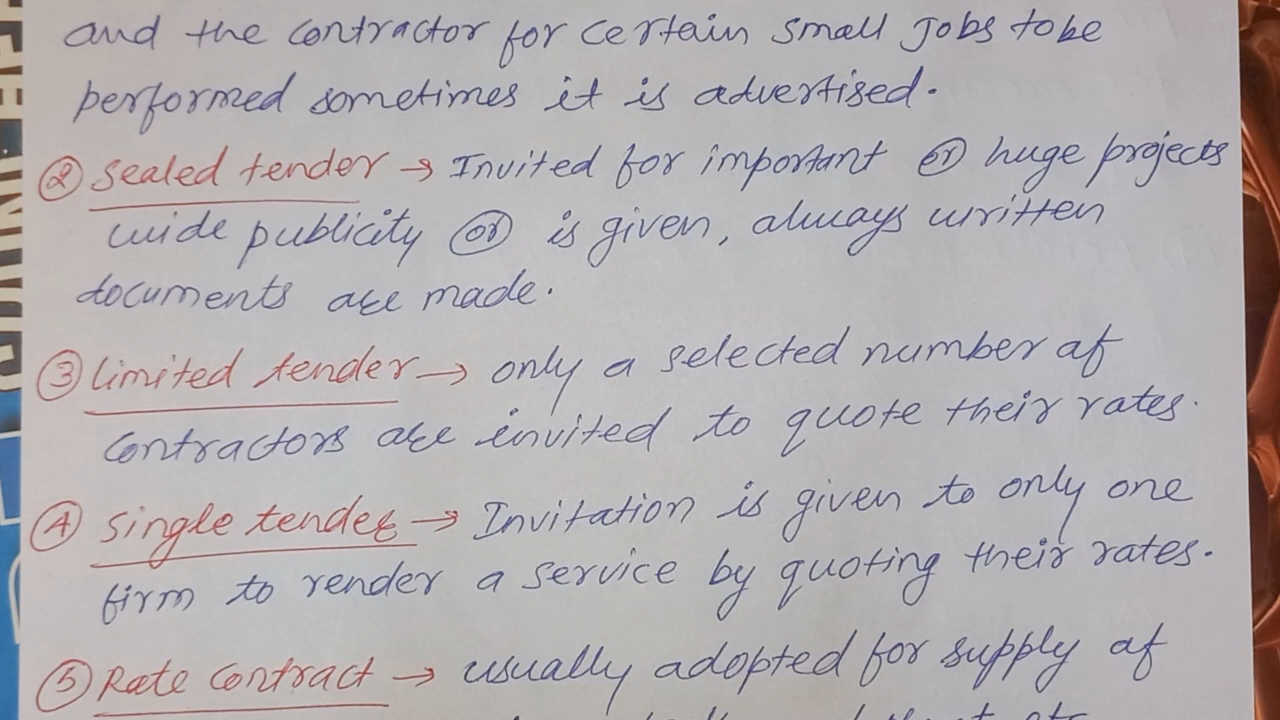 and the contractor for certain small Jobs tobe
performed sometimes it is advertised.
② Sealed tender → Invited for important or huge projects
wide publicity or is given, always written
documents are made.
③ limited tender → only a selected number of
contractors are invited to quote their rates.
④ Single tender → Invitation is given to only one
firm to render a service by quoting their rates.
⑤ Rate contract → usually adopted for supply of